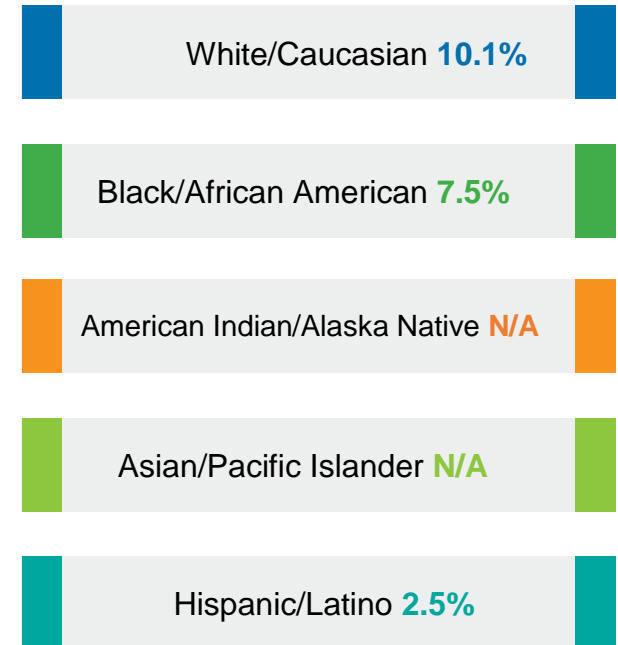 White/Caucasian 10.1%
Black/African American 7.5%
American Indian/Alaska Native N/A
Asian/Pacific Islander N/A
Hispanic/Latino 2.5%